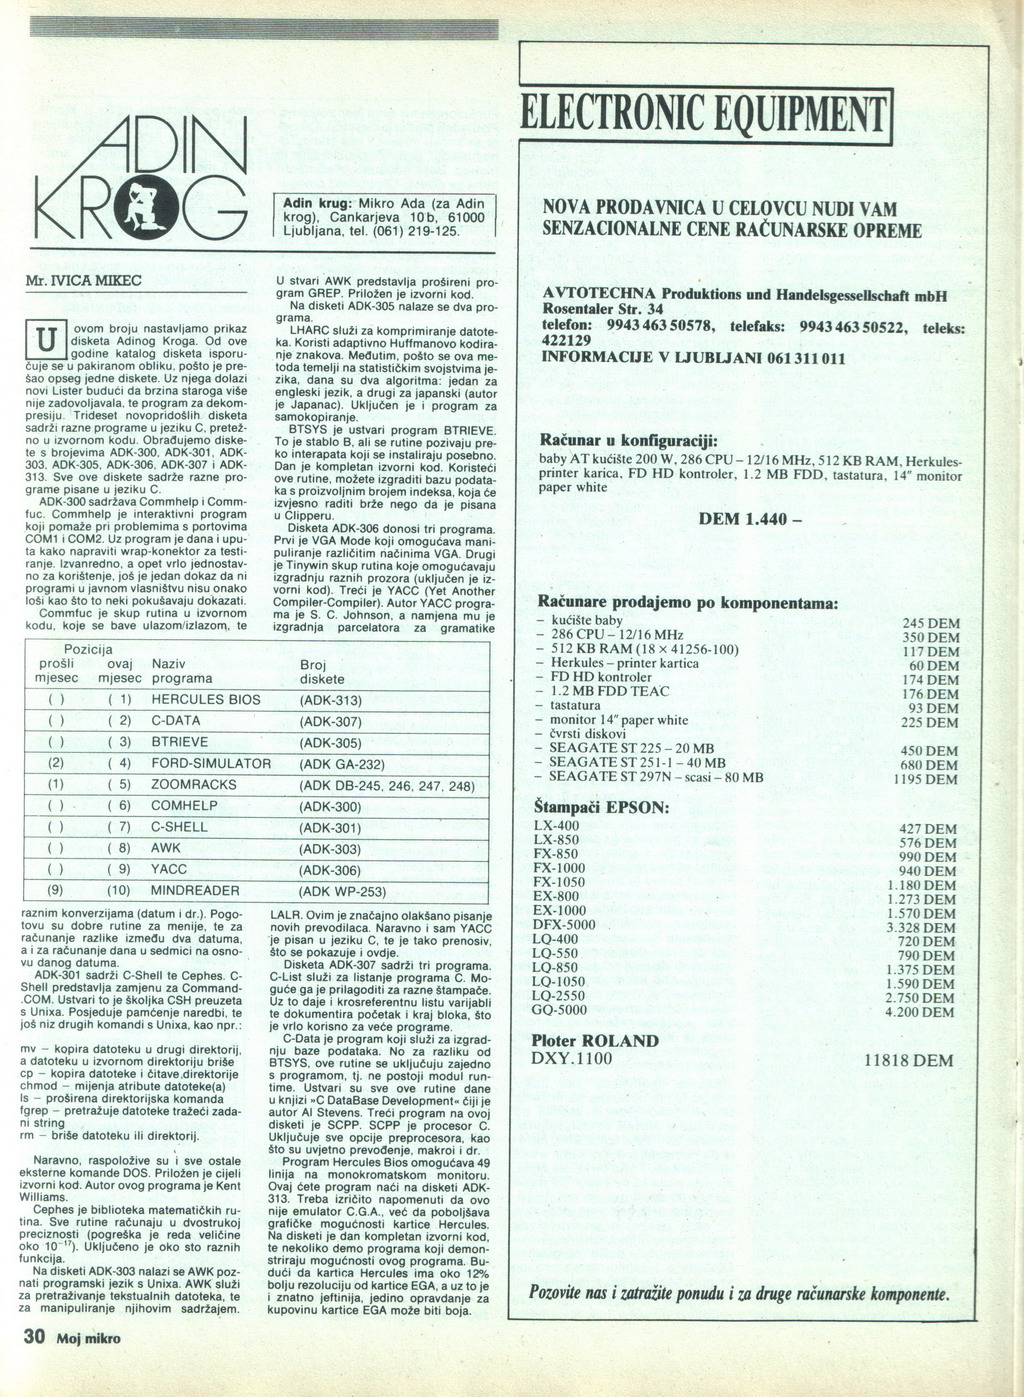 ADIN
KROG
Adin krug: Mikro Ada (za Adin
krog), Cankarjeva 10b, 61000
Ljubljana, tel. (061) 219-125.
Mr. IVICA MIKEC
U ovom broju nastavljamo prikaz
disketa Adinog Kroga. Od ove
godine katalog disketa isporu-
čuje se u pakiranom obliku, pošto je pre-
šao opseg jedne diskete. Uz njega dolazi
novi Lister budući da brzina staroga više
nije zadovoljavala, te program za dekom-
presiju. Trideset novopridošlih disketa
sadrži razne programe u jeziku C, pretež-
no u izvornom kodu. Obrađujemo diske-
te s brojevima ADK-300, ADK-301, ADK-
303, ADK-305, ADK-306, ADK-307 i ADK-
313. Sve ove diskete sadrže razne pro-
grame pisane u jeziku C.
ADK-300 sadržava Commhelp i Comm-
fuc. Commhelp je interaktivni program
koji pomaže pri problemima s portovima
COM1 i COM2. Uz program je dana i upu-
ta kako napraviti wrap-konektor za testi-
ranje. Izvanredno, a opet vrlo jednostav-
no za korištenje, još je jedan dokaz da ni
programi u javnom vlasništvu nisu onako
loši kao što to neki pokušavaju dokazati.
Commfuc je skup rutina u izvornom
kodu, koje se bave ulazom/izlazom, te
U stvari AWK predstavlja prošireni pro-
gram GREP. Priložen je izvorni kod.
Na disketi ADK-305 nalaze se dva pro-
grama.
LHARC služi za komprimiranje datote-
ka. Koristi adaptivno Huffmanovo kodira-
nje znakova. Međutim, pošto se ova me-
toda temelji na statističkim svojstvima je-
zika, dana su dva algoritma: jedan za
engleski jezik, a drugi za japanski (autor
je Japanac). Uključen je i program za
samokopiranje.
BTSYS je ustvari program BTRIEVE.
To je stablo B, ali se rutine pozivaju pre-
ko interapata koji se instaliraju posebno.
Dan je kompletan izvorni kod. Koristeći
ove rutine, možete izgraditi bazu podata-
ka s proizvoljnim brojem indeksa, koja će
izvjesno raditi brže nego da je pisana
u Clipperu.
Disketa ADK-306 donosi tri programa.
Prvi je VGA Mode koji omogućava mani-
puliranje različitim načinima VGA. Drugi
je Tinywin skup rutina koje omogućavaju
izgradnju raznih prozora (uključen je iz-
vorni kod). Treći je YACC (Yet Another
Compiler-Compiler). Autor YACC progra-
ma je S. C. Johnson, a namjena mu je
izgradnja parcelatora za gramatike
Pozicija
prošli ovaj Naziv Broj
mjesec mjesec programa diskete
( ) ( 1) HERCULES BIOS (ADK-313)
( ) ( 2) C-DATA (ADK-307)
( ) ( 3) BTRIEVE (ADK-305)
(2) ( 4) FORD-SIMULATOR (ADK GA-232)
(1) ( 5) ZOOMRACKS (ADK DB-245, 246, 247, 248)
( ) ( 6) COMHELP (ADK-300)
( ) ( 7) C-SHELL (ADK-301)
( ) ( 8) AWK (ADK-303)
( ) ( 9) YACC (ADK-306)
(9) (10) MINDREADER (ADK WP-253)
raznim konverzijama (datum i dr.). Pogo-
tovu su dobre rutine za menije, te za
računanje razlike između dva datuma,
a i za računanje dana u sedmici na osno-
vu danog datuma.
ADK-301 sadrži C-Shell te Cephes. C-
Shell predstavlja zamjenu za Command-
.COM. Ustvari to je školjka CSH preuzeta
s Unixa. Posjeduje pamćenje naredbi, te
još niz drugih komandi s Unixa, kao npr.:
mv – kopira datoteku u drugi direktorij,
a datoteku u izvornom direktoriju briše
cp – kopira datoteke i čitave direktorije
chmod – mijenja atribute datoteke(a)
ls – proširena direktorijska komanda
fgrep – pretražuje datoteke tražeći zada-
ni string
rm – briše datoteku ili direktorij.
Naravno, raspoložive su i sve ostale
eksterne komande DOS. Priložen je cijeli
izvorni kod. Autor ovog programa je Kent
Williams.
Cephes je biblioteka matematičkih ru-
tina. Sve rutine računaju u dvostrukoj
preciznosti (pogreška je reda veličine
oko 10⁻¹⁷). Uključeno je oko sto raznih
funkcija.
Na disketi ADK-303 nalazi se AWK poz-
nati programski jezik s Unixa. AWK služi
za pretraživanje tekstualnih datoteka, te
za manipuliranje njihovim sadržajem.
LALR. Ovim je značajno olakšano pisanje
novih prevodilaca. Naravno i sam YACC
je pisan u jeziku C, te je tako prenosiv,
što se pokazuje i ovdje.
Disketa ADK-307 sadrži tri programa.
C-List služi za listanje programa C. Mo-
guće ga je prilagoditi za razne štampače.
Uz to daje i krosreferentnu listu varijabli
te dokumentira početak i kraj bloka, što
je vrlo korisno za veće programe.
C-Data je program koji služi za izgrad-
nju baze podataka. No za razliku od
BTSYS, ove rutine se uključuju zajedno
s programom, tj. ne postoji modul run-
time. Ustvari su sve ove rutine dane
u knjizi »C DataBase Development« čiji je
autor Al Stevens. Treći program na ovoj
disketi je SCPP. SCPP je procesor C.
Uključuje sve opcije preprocesora, kao
što su uvjetno prevođenje, makroi i dr.
Program Hercules Bios omogućava 49
linija na monokromatskom monitoru.
Ovaj ćete program naći na disketi ADK-
313. Treba izričito napomenuti da ovo
nije emulator C.G.A., već da poboljšava
grafičke mogućnosti kartice Hercules.
Na disketi je dan kompletan izvorni kod,
te nekoliko demo programa koji demon-
striraju mogućnosti ovog programa. Bu-
dući da kartica Hercules ima oko 12%
bolju rezoluciju od kartice EGA, a uz to je
i znatno jeftinija, jedino opravdanje za
kupovinu kartice EGA može biti boja.
30 Moj mikro
ELECTRONIC EQUIPMENT
NOVA PRODAVNICA U CELOVCU NUDI VAM
SENZACIONALNE CENE RAČUNARSKE OPREME
AVTOTECHNA Produktions und Handelsgessellschaft mbH
Rosentaler Str. 34
telefon: 9943 463 50578, telefaks: 9943 463 50522, teleks:
422129
INFORMACIJE V LJUBLJANI 061 311 011
Računar u konfiguraciji:
baby AT kućište 200 W, 286 CPU – 12/16 MHz, 512 KB RAM, Herkules-
printer karica, FD HD kontroler, 1.2 MB FDD, tastatura, 14" monitor
paper white
DEM 1.440 –
Računare prodajemo po komponentama:
– kućište baby 245 DEM
– 286 CPU – 12/16 MHz 350 DEM
– 512 KB RAM (18 × 41256-100) 117 DEM
– Herkules – printer kartica 60 DEM
– FD HD kontroler 174 DEM
– 1.2 MB FDD TEAC 176 DEM
– tastatura 93 DEM
– monitor 14" paper white 225 DEM
– čvrsti diskovi
– SEAGATE ST 225 – 20 MB 450 DEM
– SEAGATE ST 251-1 – 40 MB 680 DEM
– SEAGATE ST 297N – scasi – 80 MB 1195 DEM
Štampači EPSON:
LX-400 427 DEM
LX-850 576 DEM
FX-850 990 DEM
FX-1000 940 DEM
FX-1050 1.180 DEM
EX-800 1.273 DEM
EX-1000 1.570 DEM
DFX-5000 3.328 DEM
LQ-400 720 DEM
LQ-550 790 DEM
LQ-850 1.375 DEM
LQ-1050 1.590 DEM
LQ-2550 2.750 DEM
GQ-5000 4.200 DEM
Ploter ROLAND
DXY.1100 11818 DEM
Pozovite nas i zatražite ponudu i za druge računarske komponente.